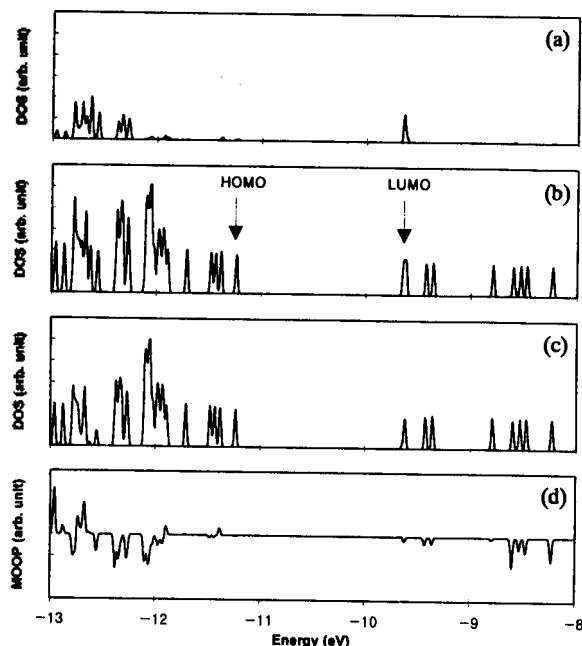 DOS (arb. unit)
(a)
DOS (arb. unit)
HOMO
LUMO
(b)
DOS (arb. unit)
(c)
MOOP (arb. unit)
(d)
−13 −12 −11 −10 −9 −8
Energy (eV)